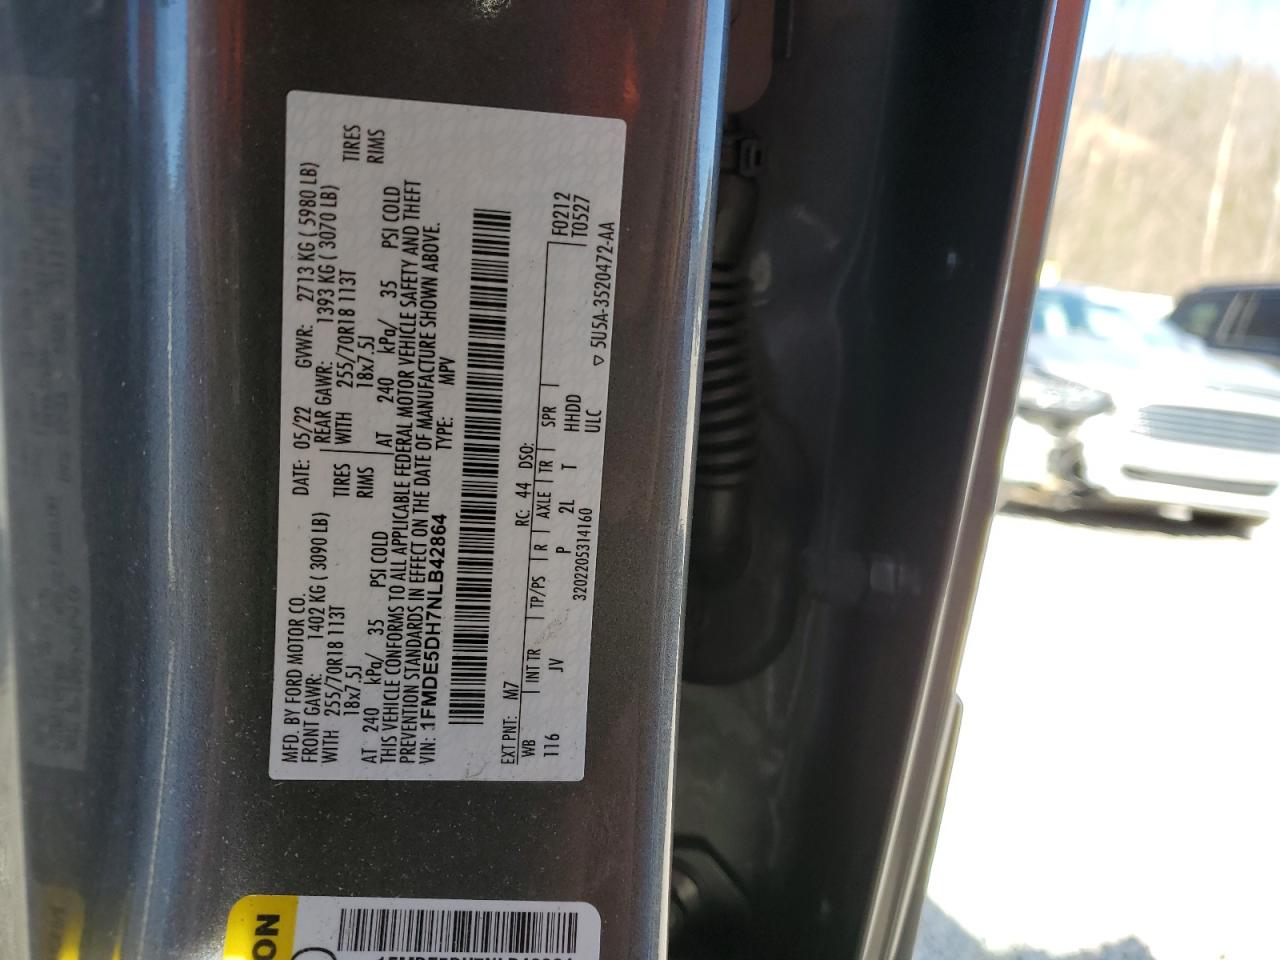 MFD. BY FORD MOTOR CO. DATE: 05/22 GVWR: 2713 KG ( 5980 LB)
FRONT GAWR: 1402 KG ( 3090 LB) REAR GAWR: 1393 KG ( 3070 LB)
WITH 255/70R18 113T TIRES WITH 255/70R18 113T TIRES
18x7.5J RIMS 18x7.5J RIMS
AT 240 kPa/ 35 PSI COLD AT 240 kPa/ 35 PSI COLD
THIS VEHICLE CONFORMS TO ALL APPLICABLE FEDERAL MOTOR VEHICLE SAFETY AND THEFT
PREVENTION STANDARDS IN EFFECT ON THE DATE OF MANUFACTURE SHOWN ABOVE.
VIN: 1FMDE5DH7NLB42864 TYPE: MPV
EXT PNT: M7 RC: 44 DSO: F0212
WB INT TR TP/PS R AXLE TR SPR T0527
116 JV P 2L T HHDD
3202205314160 ULC ▽ 5U5A-3520472-AA
ON